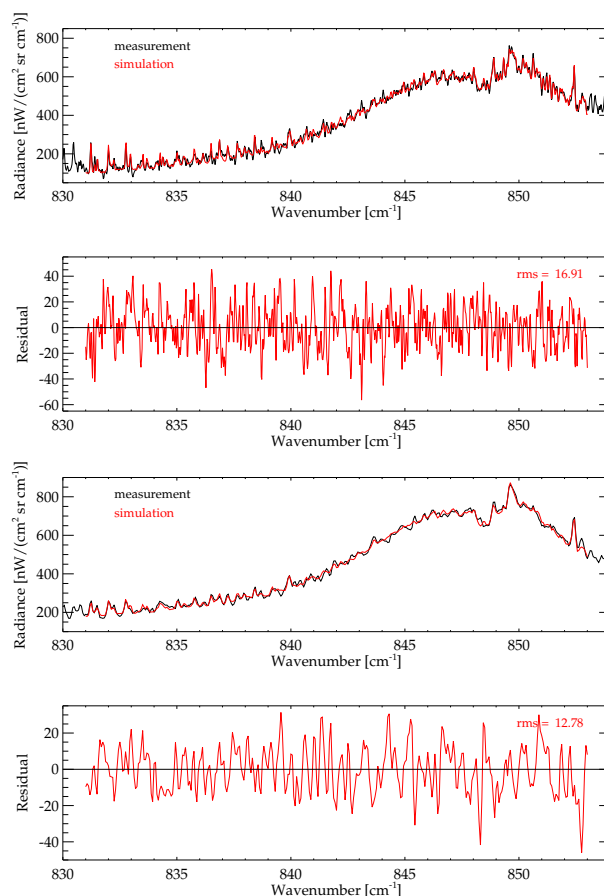 800
600
400
200
measurement
simulation
Radiance [nW/(cm² sr cm⁻¹)]
830 835 840 845 850
Wavenumber [cm⁻¹]
40
20
0
-20
-40
-60
rms = 16.91
Residual
830 835 840 845 850
Wavenumber [cm⁻¹]
800
600
400
200
measurement
simulation
Radiance [nW/(cm² sr cm⁻¹)]
830 835 840 845 850
Wavenumber [cm⁻¹]
20
0
-20
-40
rms = 12.78
Residual
830 835 840 845 850
Wavenumber [cm⁻¹]